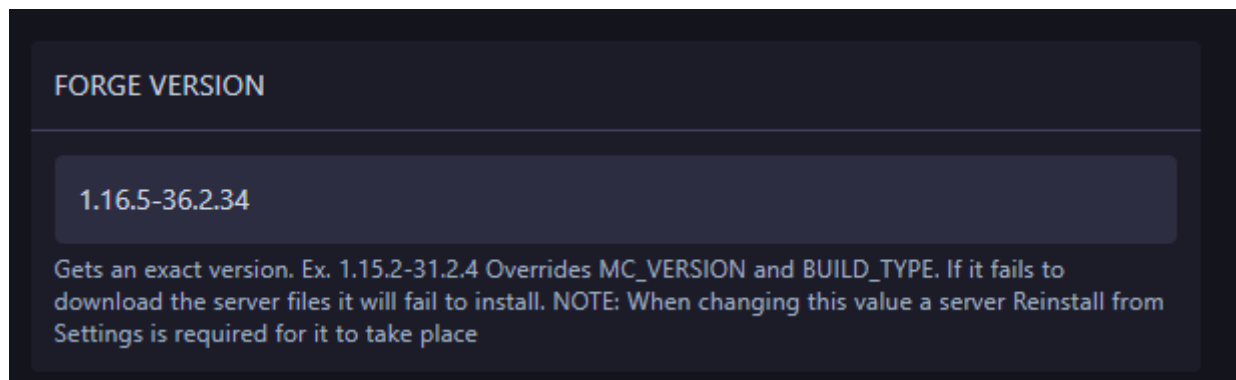 FORGE VERSION
1.16.5-36.2.34
Gets an exact version. Ex. 1.15.2-31.2.4 Overrides MC_VERSION and BUILD_TYPE. If it fails to
download the server files it will fail to install. NOTE: When changing this value a server Reinstall from
Settings is required for it to take place